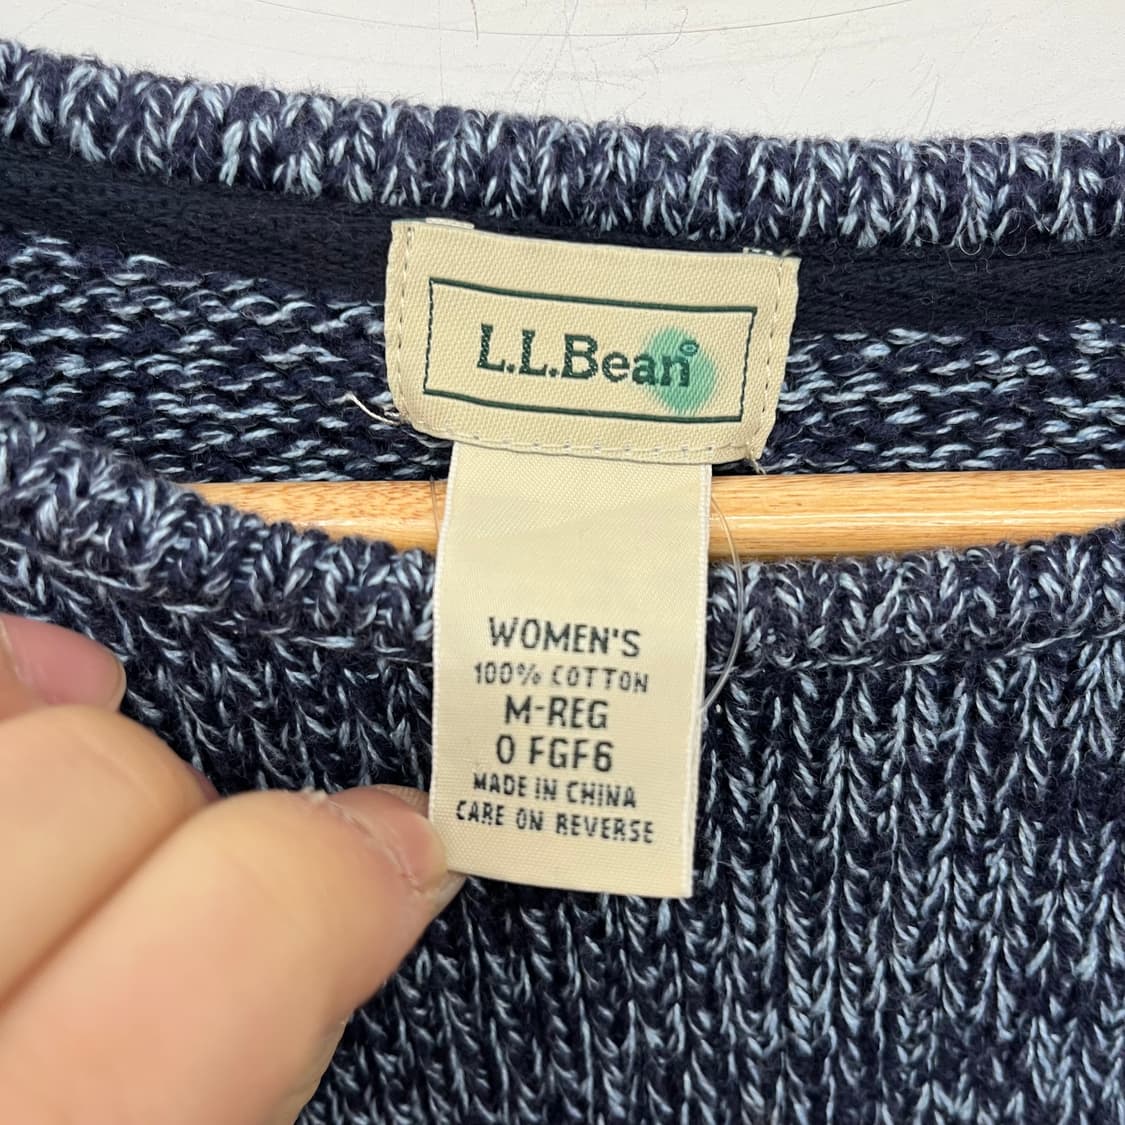 L.L.Bean®
WOMEN'S
100% COTTON
M-REG
0 FGF6
MADE IN CHINA
CARE ON REVERSE